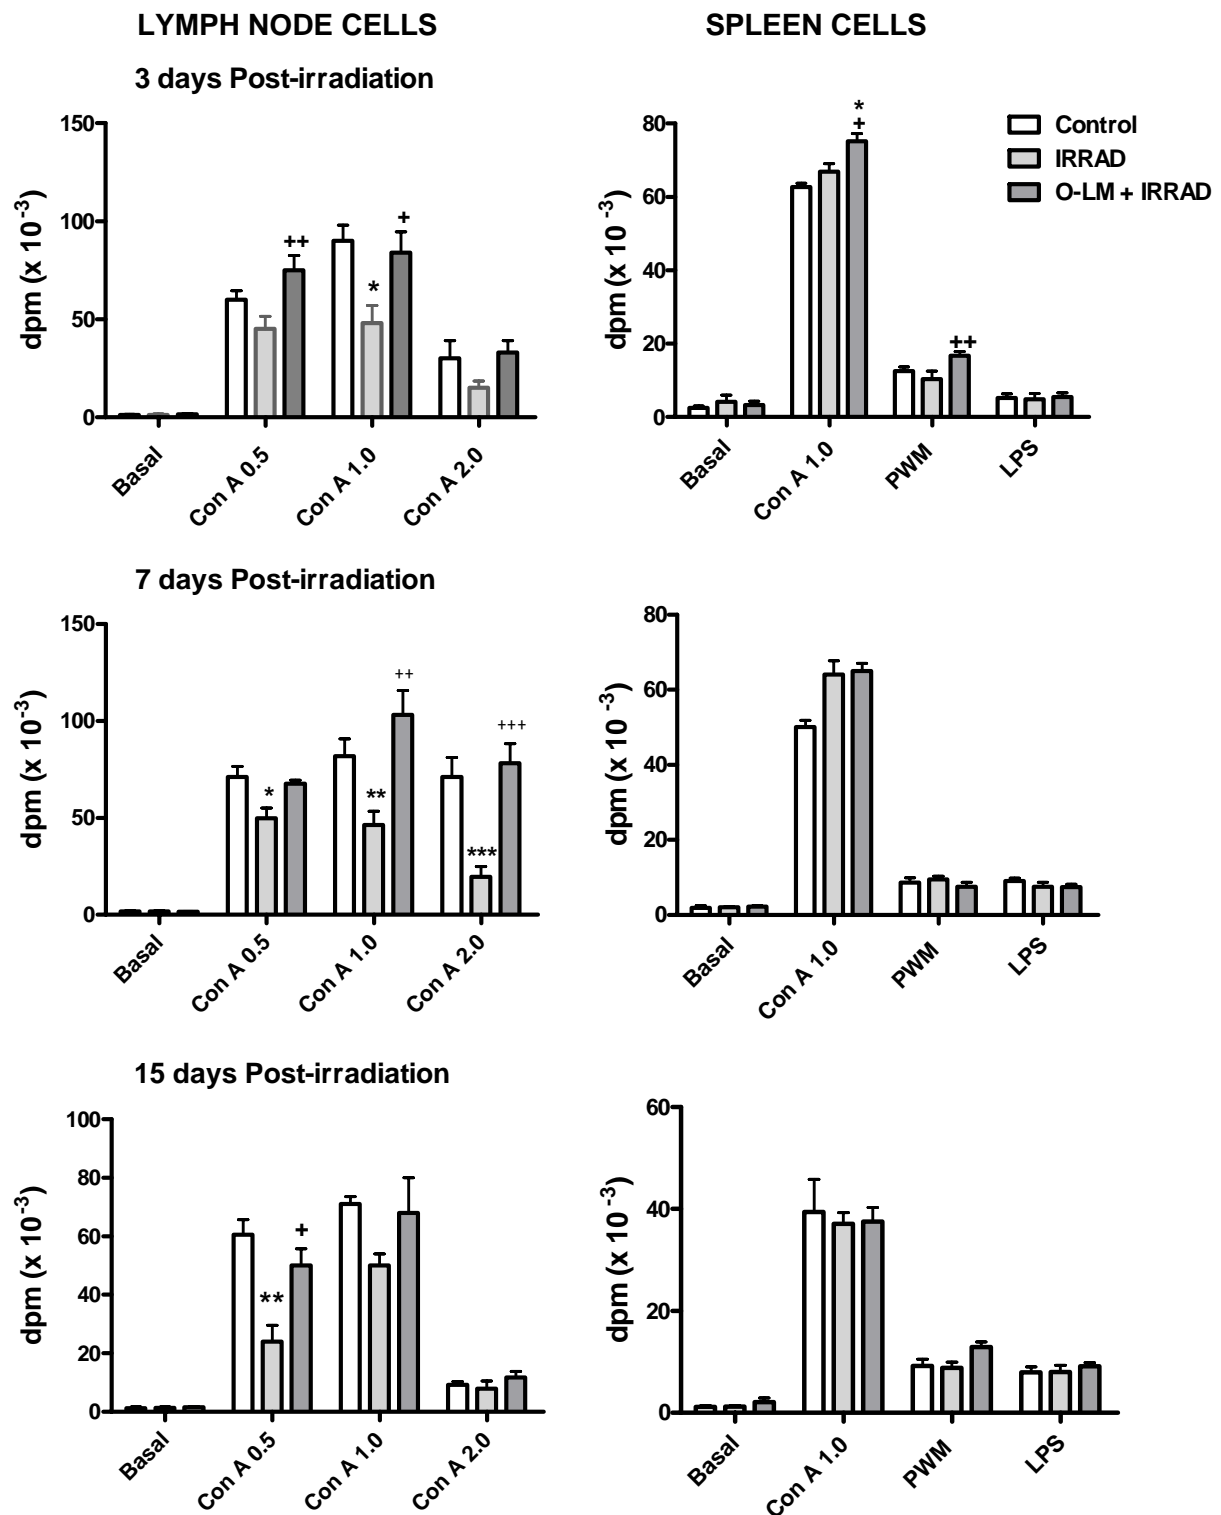 LYMPH NODE CELLS
SPLEEN CELLS
3 days Post-irradiation
150
100
50
0
dpm (x 10 -3)
++
*
+
Basal
Con A 0.5
Con A 1.0
Con A 2.0
80
60
40
20
0
dpm (x 10 -3)
*
+
++
Basal
Con A 1.0
PWM
LPS
Control
IRRAD
O-LM + IRRAD
7 days Post-irradiation
150
100
50
0
dpm (x 10 -3)
*
**
++
***
+++
Basal
Con A 0.5
Con A 1.0
Con A 2.0
80
60
40
20
0
dpm (x 10 -3)
Basal
Con A 1.0
PWM
LPS
15 days Post-irradiation
100
80
60
40
20
0
dpm (x 10 -3)
**
+
Basal
Con A 0.5
Con A 1.0
Con A 2.0
60
40
20
0
dpm (x 10 -3)
Basal
Con A 1.0
PWM
LPS